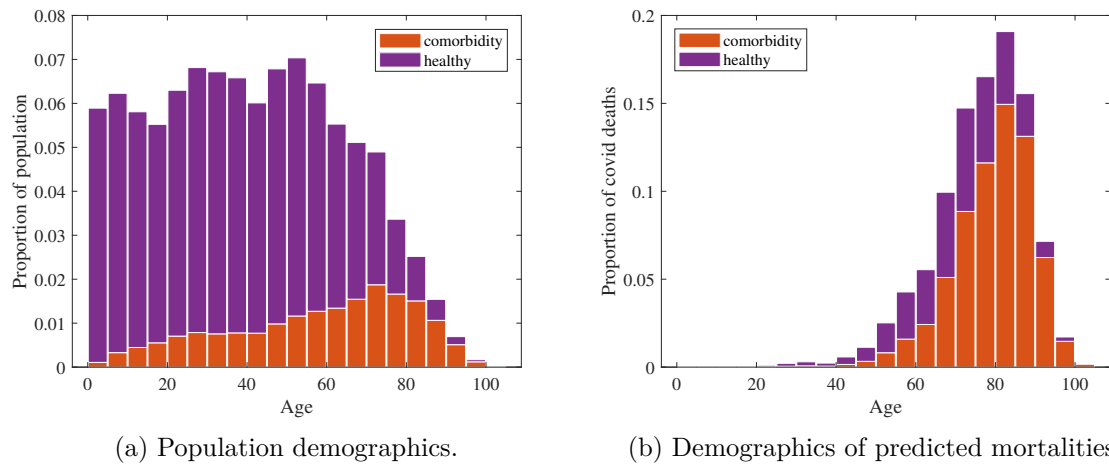 0.08
0.07
0.06
0.05
0.04
0.03
0.02
0.01
0
Proportion of population
comorbidity
healthy
0 20 40 60 80 100
Age
(a) Population demographics.
0.2
0.15
0.1
0.05
0
Proportion of covid deaths
comorbidity
healthy
0 20 40 60 80 100
Age
(b) Demographics of predicted mortalities